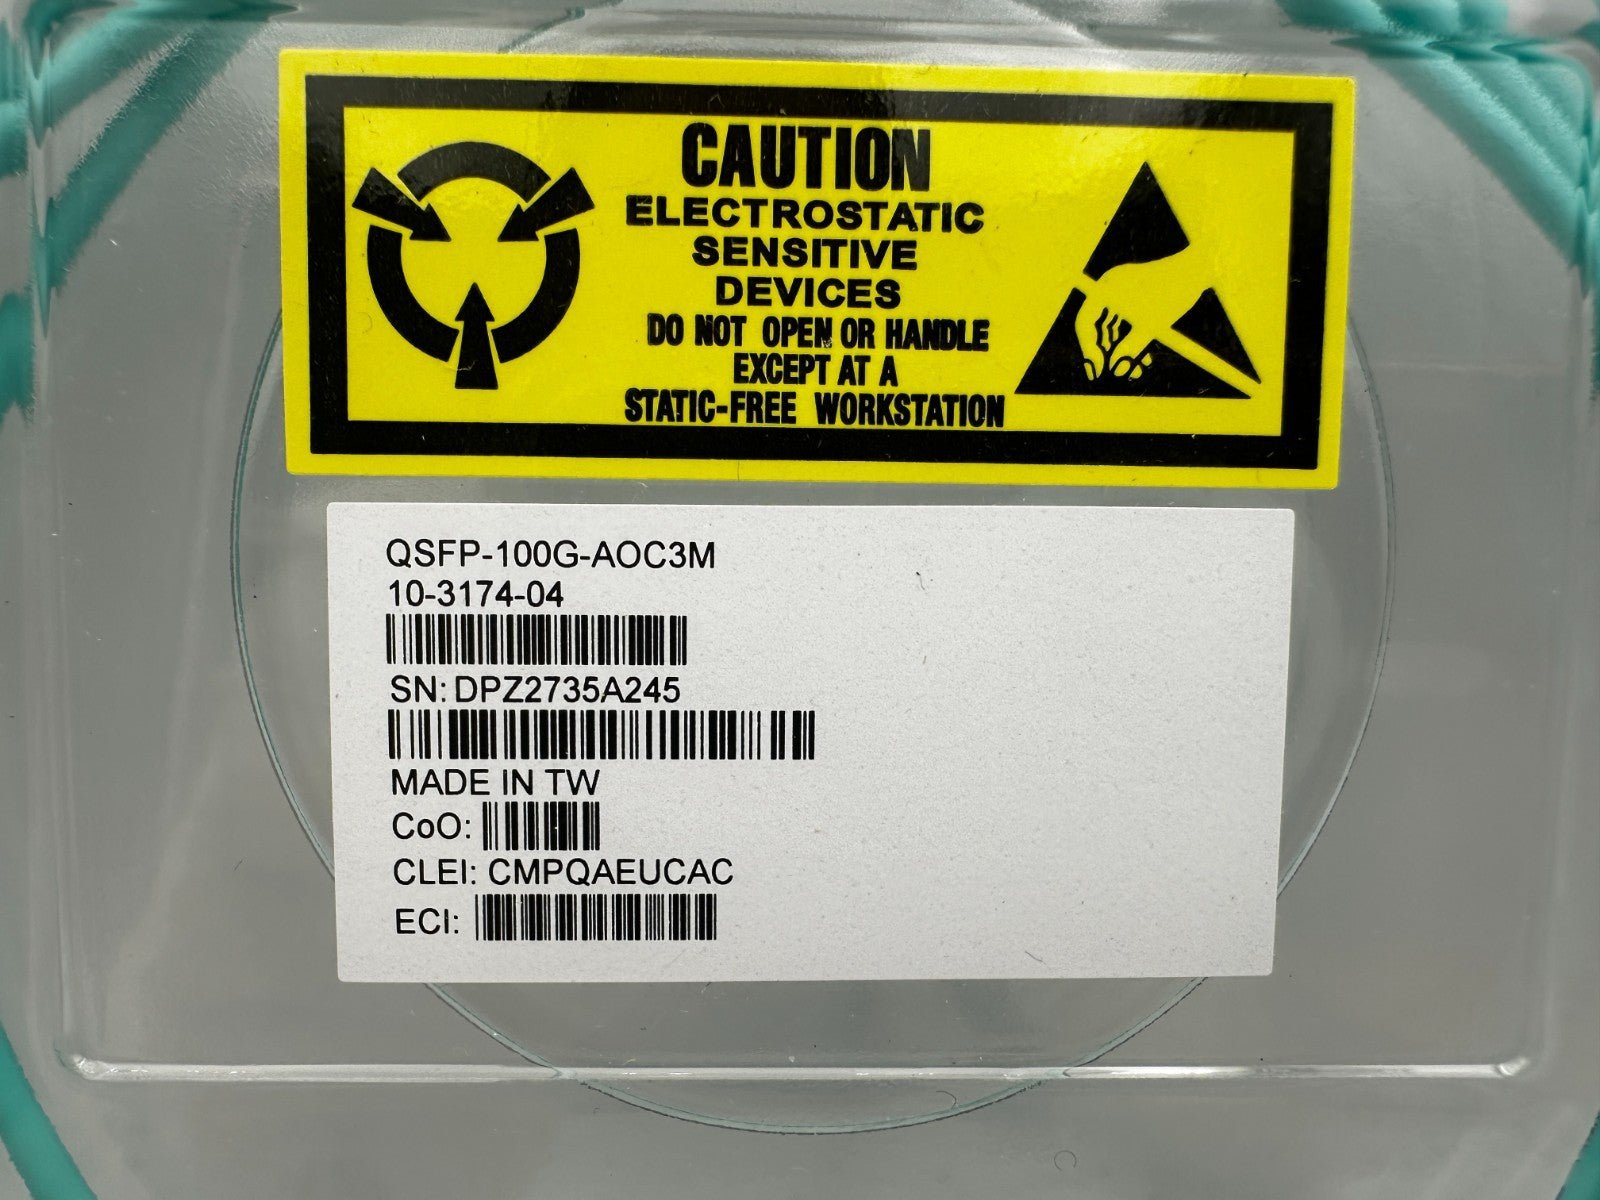 CAUTION
ELECTROSTATIC
SENSITIVE
DEVICES
DO NOT OPEN OR HANDLE
EXCEPT AT A
STATIC-FREE WORKSTATION
QSFP-100G-AOC3M
10-3174-04
SN: DPZ2735A245
MADE IN TW
CoO:
CLEI: CMPQAEUCAC
ECI: